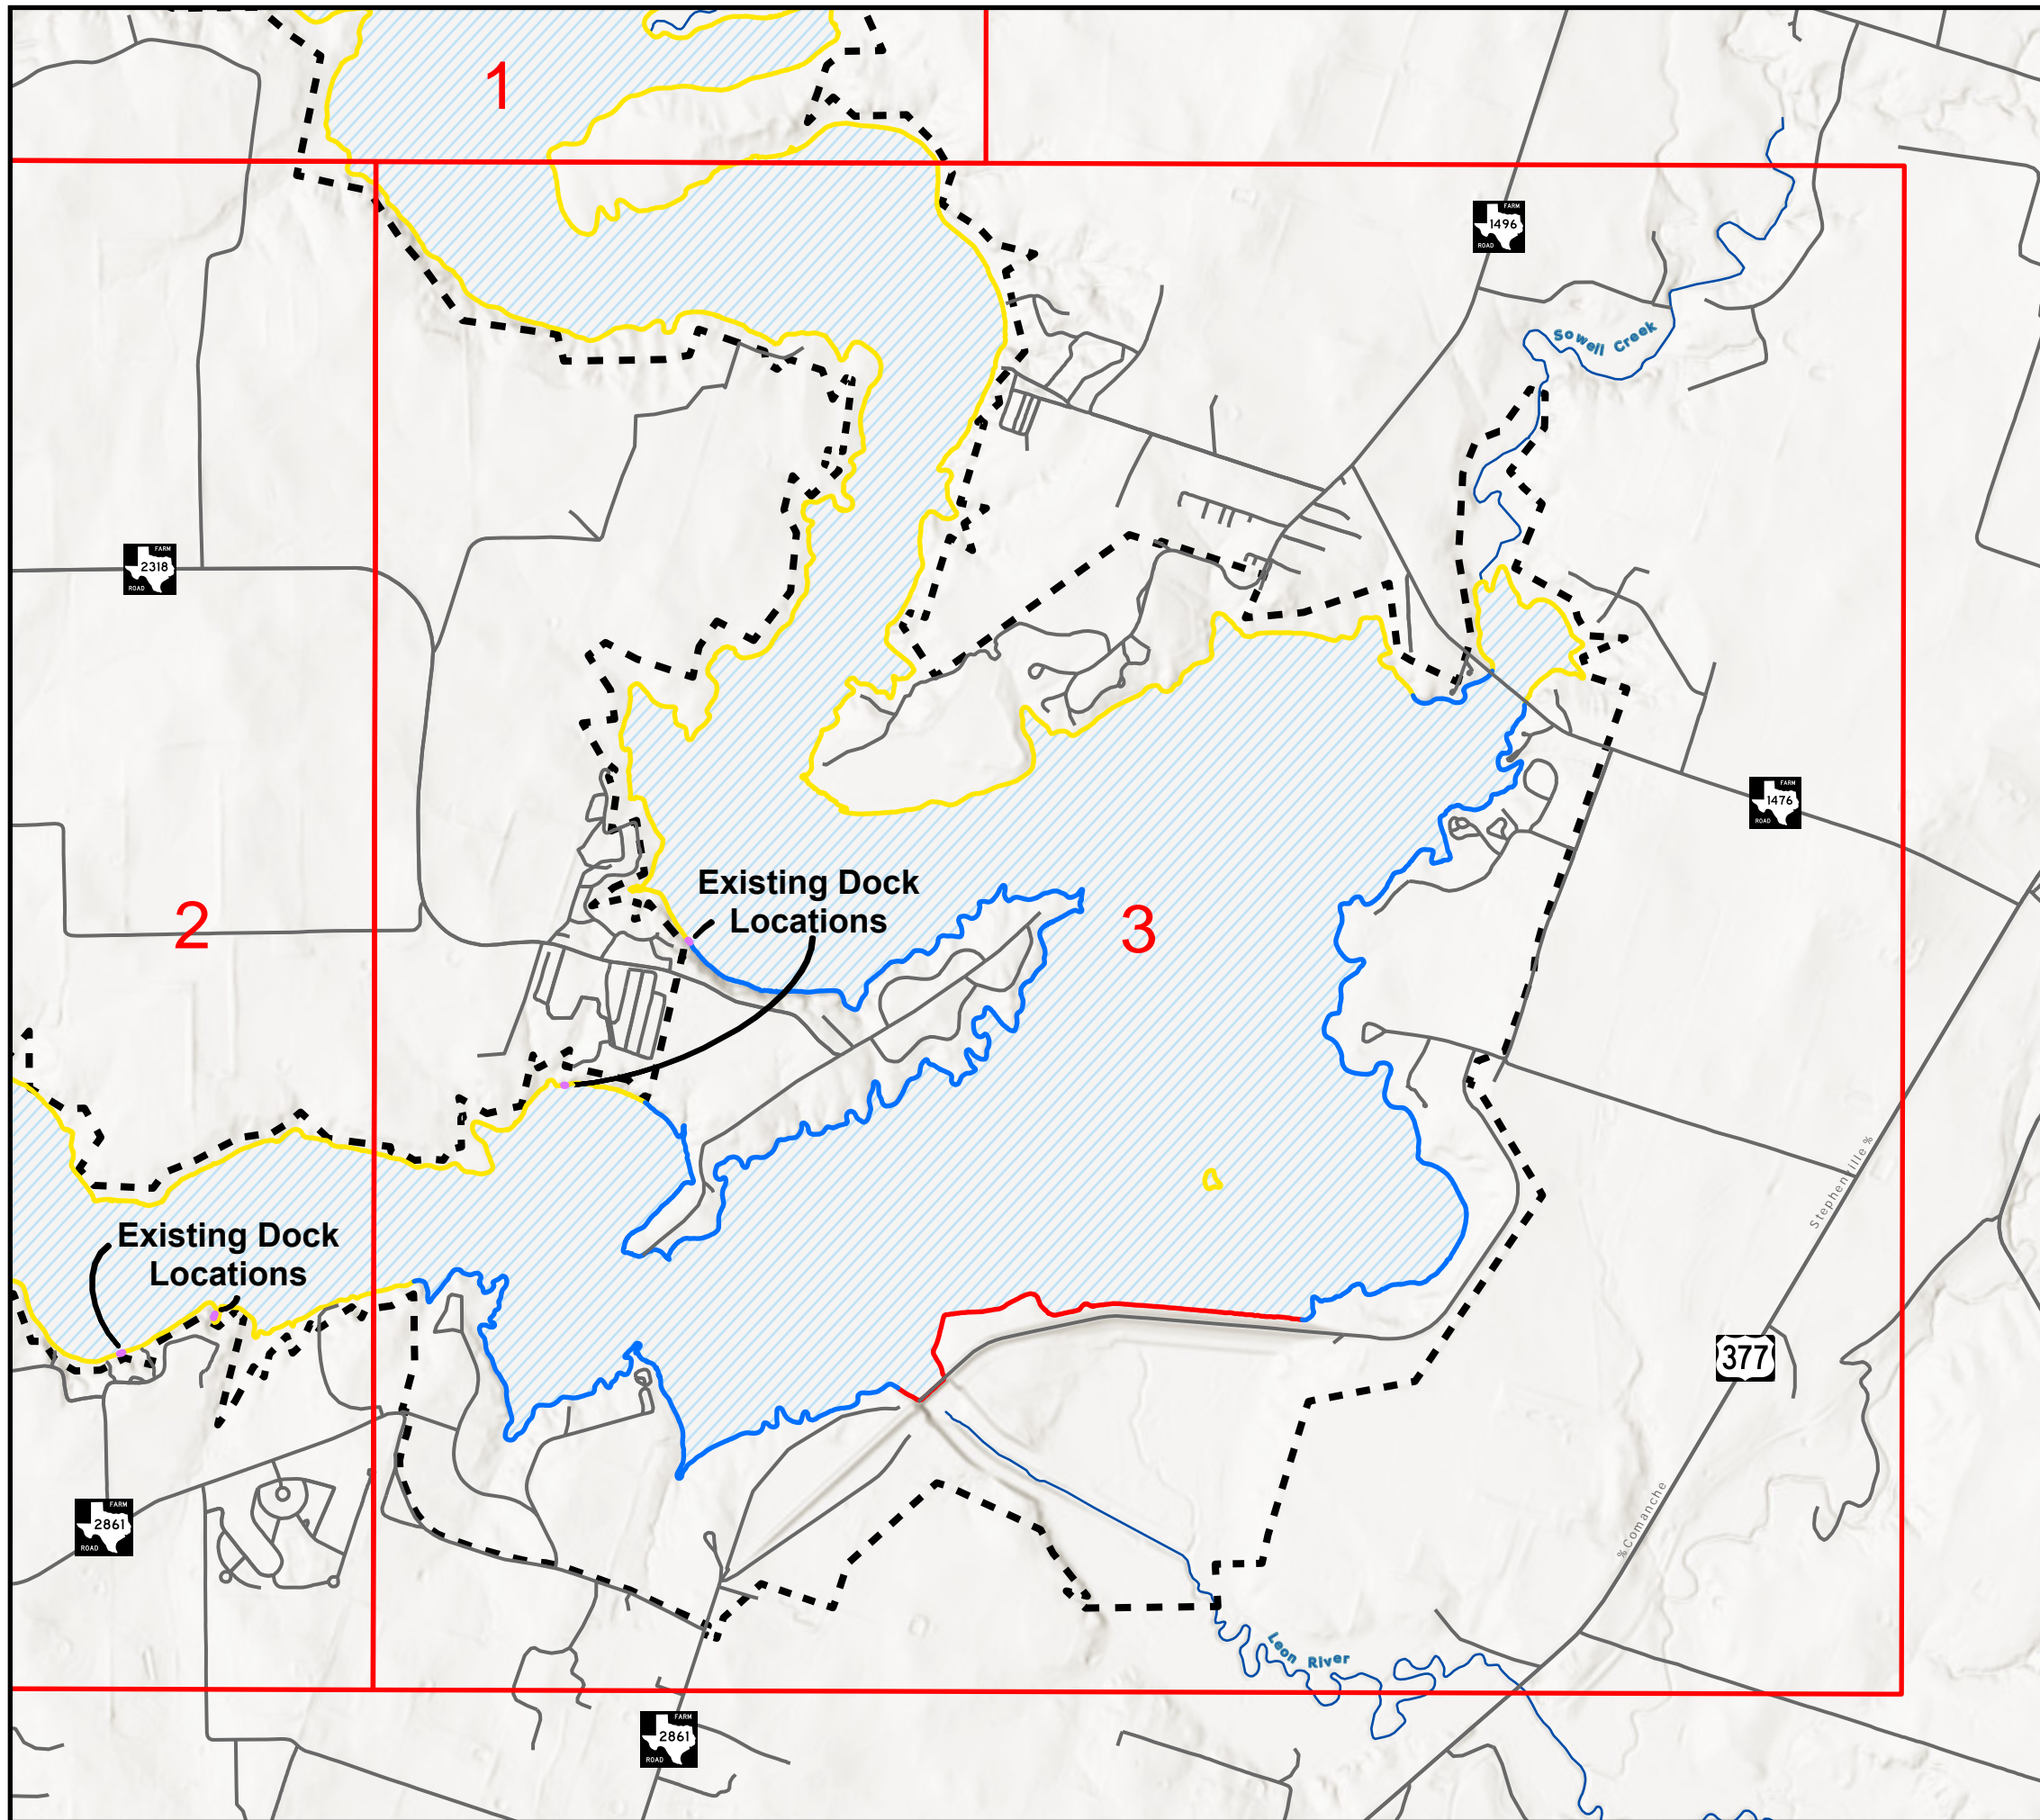 1
FARM
1496
ROAD
Sowell Creek
FARM
2318
ROAD
FARM
1476
ROAD
Existing Dock
Locations
2
3
Stephenville %
Existing Dock
Locations
377
FARM
2861
ROAD
% Comanche
Leon River
FARM
2861
ROAD